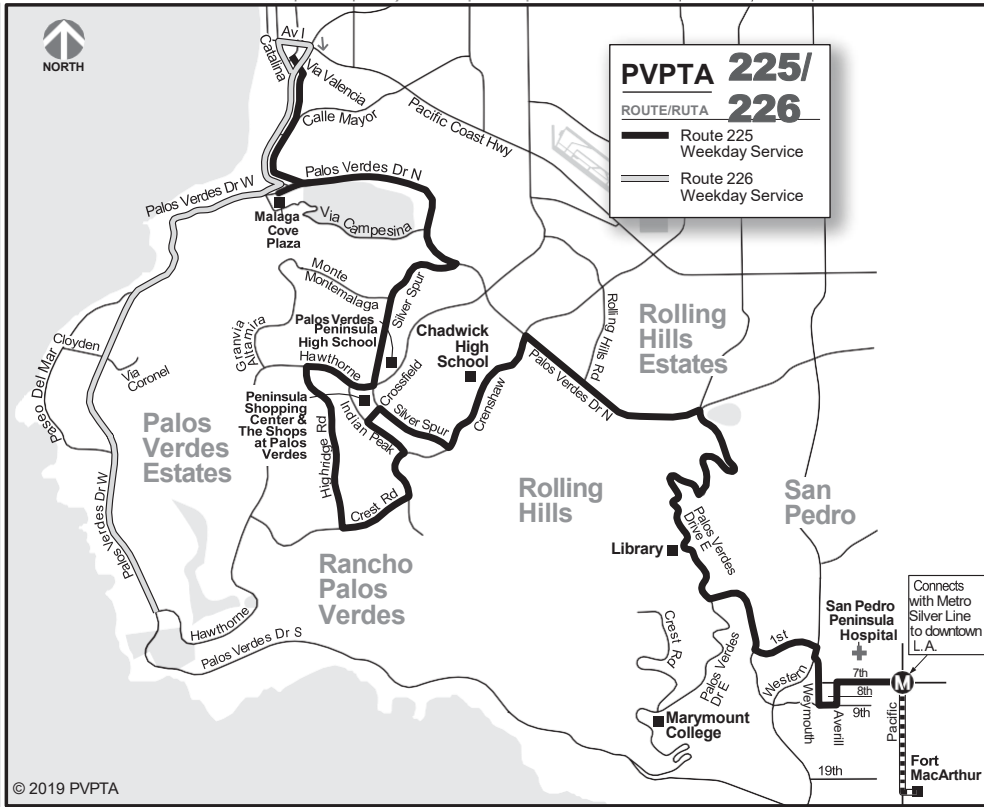 NORTH
Av I
Catalina
Via Valencia
Calle Mayor
Pacific Coast Hwy
PVPTA 225/
ROUTE/RUTA 226
Route 225
Weekday Service
Route 226
Weekday Service
Palos Verdes Dr N
Palos Verdes Dr W
Malaga
Cove
Plaza
Via Campesina
Monte
Montemalaga
Silver Spur
Palos Verdes
Peninsula
High School
Chadwick
High
School
Rolling Hills Rd
Rolling
Hills
Estates
Granvia
Altamira
Cloyden
Via
Coronel
Paseo Del Mar
Hawthorne
Crossfield
Palos Verdes Dr N
Peninsula
Shopping
Center &
The Shops
at Palos
Verdes
Indian Peak
Silver Spur
Crenshaw
Palos
Verdes
Estates
Highridge Rd
Crest Rd
Palos Verdes Dr W
Rolling
Hills
San
Pedro
Palos Verdes
Drive E
Library
Rancho
Palos
Verdes
Hawthorne
Palos Verdes Dr S
Crest Rd
Palos Verdes
Dr E
San Pedro
Peninsula
Hospital
Connects
with Metro
Silver Line
to downtown
L.A.
1st
Western
7th
M
8th
9th
Weymouth
Averill
Pacific
Marymount
College
19th
Fort
MacArthur
© 2019 PVPTA